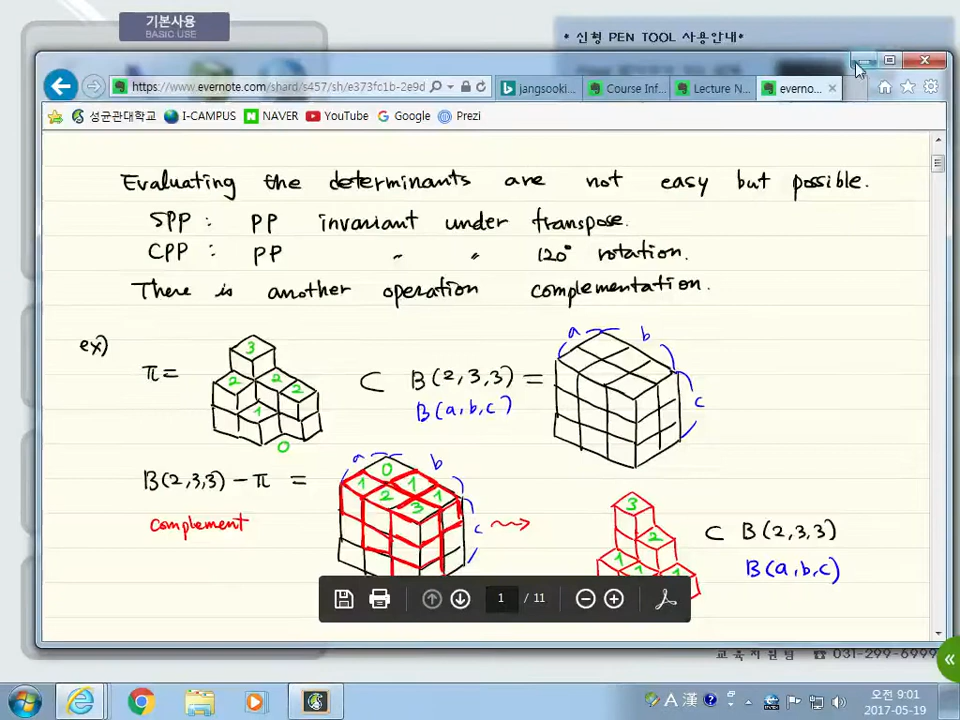 기본사용
BASIC USE
* 신형 PEN TOOL 사용안내*
https://www.evernote.com/shard/s457/sh/e373fc1b-2e9d
jangsooki...
Course Inf...
Lecture N...
everno...
성균관대학교
I-CAMPUS
NAVER
YouTube
Google
Prezi
Evaluating the determinants are not easy but possible.
SPP : PP invariant under transpose.
CPP : PP 〃 〃 120° rotation.
There is another operation complementation.
ex)
π =
3
2 2 2
1
0
⊂ B(2,3,3) =
B(a,b,c)
a b
c
B(2,3,3) - π =
complement
a b
c
0
1 1
2 1
3
3
2
1 1 1
⊂ B(2,3,3)
B(a,b,c)
1 / 11
교육지원팀 ☎ 031-299-6999
A 漢
오전 9:01
2017-05-19